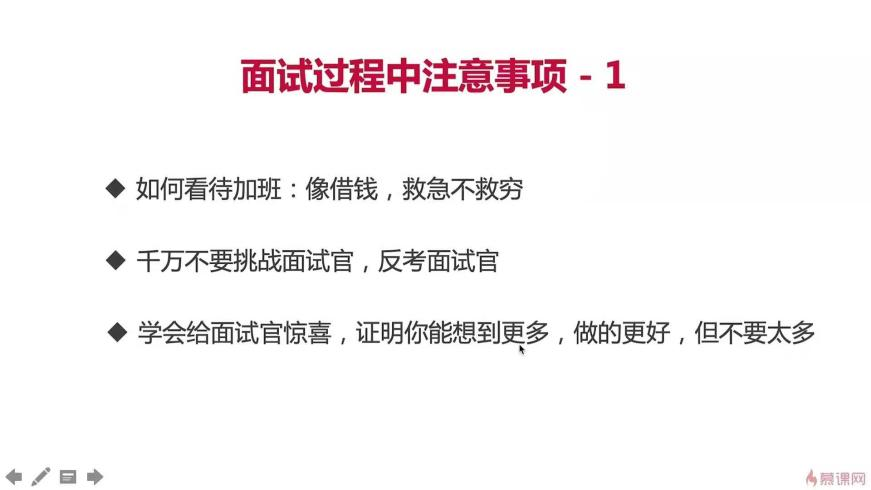 面试过程中注意事项 - 1
◆ 如何看待加班：像借钱，救急不救穷
◆ 千万不要挑战面试官，反考面试官
◆ 学会给面试官惊喜，证明你能想到更多，做的更好，但不要太多
慕课网